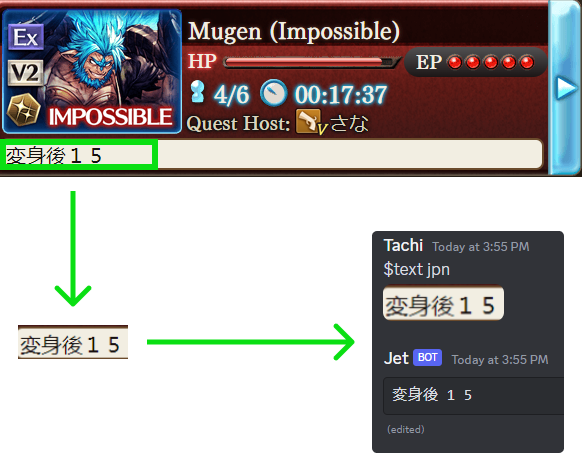 Ex
Mugen (Impossible)
HP
EP
V2
4/6
00:17:37
IMPOSSIBLE
Quest Host:
V
さな
変身後１５
Tachi Today at 3:55 PM
$text jpn
変身後１５
変身後１５
Jet BOT Today at 3:55 PM
変身後 １ ５
(edited)